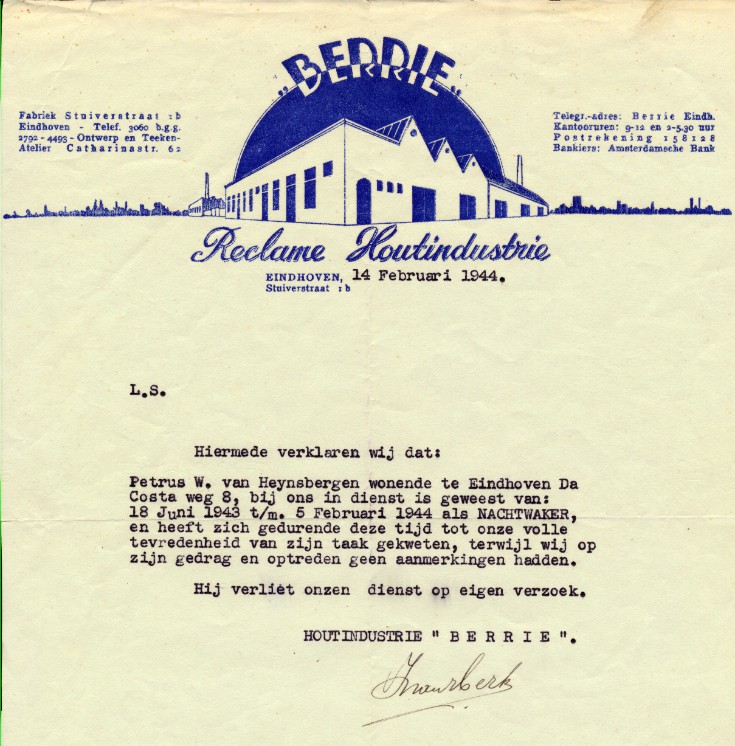 „BERRIE"
Fabriek Stuiverstraat 1b
Eindhoven - Telef. 3060 b.g.g.
2792 - 4493 - Ontwerp en Teeken-
Atelier Catharinastr. 62
Telegr.-adres: Berrie Eindh.
Kantooruren: 9-12 en 2-5.30 uur
Postrekening 158128
Bankiers: Amsterdamsche Bank
Reclame Houtindustrie
EINDHOVEN, 14 Februari 1944.
Stuiverstraat 1b
L.S.
Hiermede verklaren wij dat:
Petrus W. van Heynsbergen wonende te Eindhoven Da
Costa weg 8, bij ons in dienst is geweest van:
18 Juni 1943 t/m. 5 Februari 1944 als NACHTWAKER,
en heeft zich gedurende deze tijd tot onze volle
tevredenheid van zijn taak gekweten, terwijl wij op
zijn gedrag en optreden geen aanmerkingen hadden.
Hij verliet onzen dienst op eigen verzoek.
HOUTINDUSTRIE " B E R R I E ".